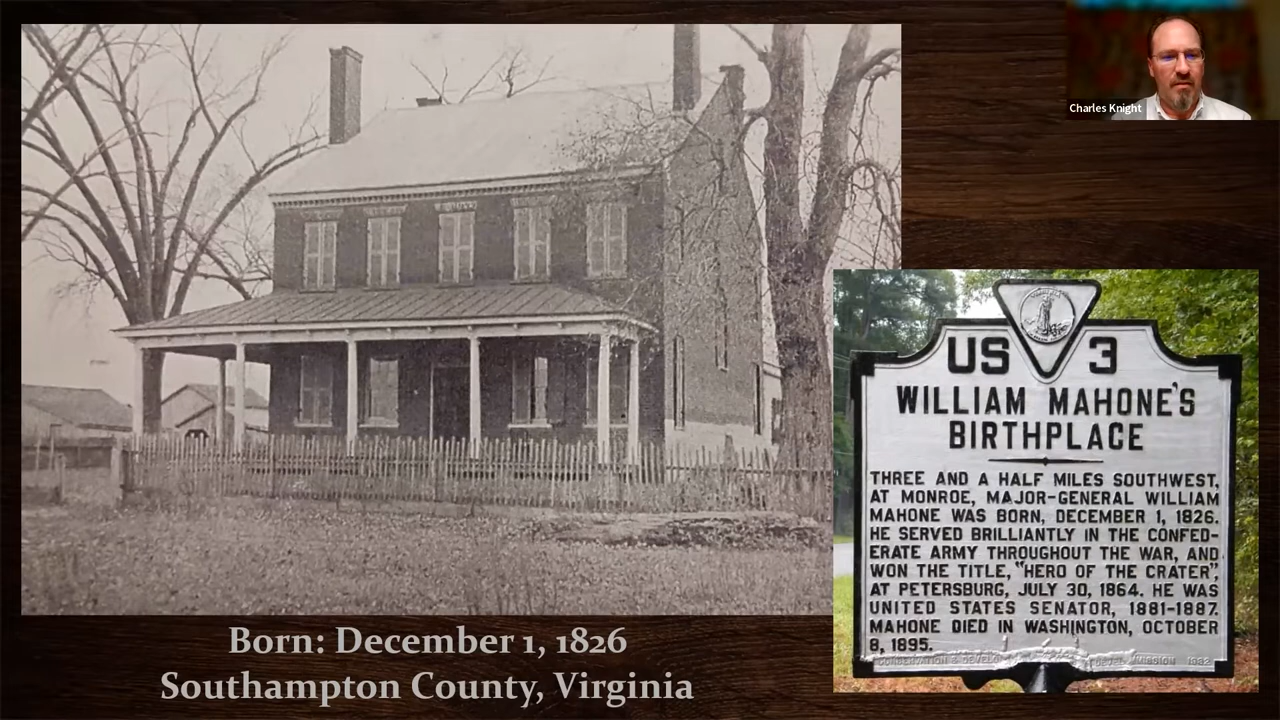 Charles Knight
US 3
WILLIAM MAHONE'S
BIRTHPLACE
THREE AND A HALF MILES SOUTHWEST,
AT MONROE, MAJOR-GENERAL WILLIAM
MAHONE WAS BORN, DECEMBER 1, 1826.
HE SERVED BRILLIANTLY IN THE CONFED-
ERATE ARMY THROUGHOUT THE WAR, AND
WON THE TITLE, "HERO OF THE CRATER",
AT PETERSBURG, JULY 30, 1864. HE WAS
UNITED STATES SENATOR, 1881-1887.
MAHONE DIED IN WASHINGTON, OCTOBER
8, 1895.
CONSERVATION & DEVELO
Born: December 1, 1826
Southampton County, Virginia